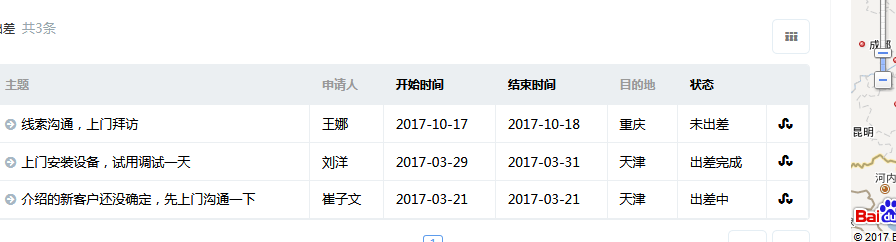 出差 共3条
主题 申请人 开始时间 结束时间 目的地 状态
线索沟通，上门拜访 王娜 2017-10-17 2017-10-18 重庆 未出差
上门安装设备，试用调试一天 刘洋 2017-03-29 2017-03-31 天津 出差完成
介绍的新客户还没确定，先上门沟通一下 崔子文 2017-03-21 2017-03-21 天津 出差中
1
成都
昆明
河内
Bai du
© 2017 B